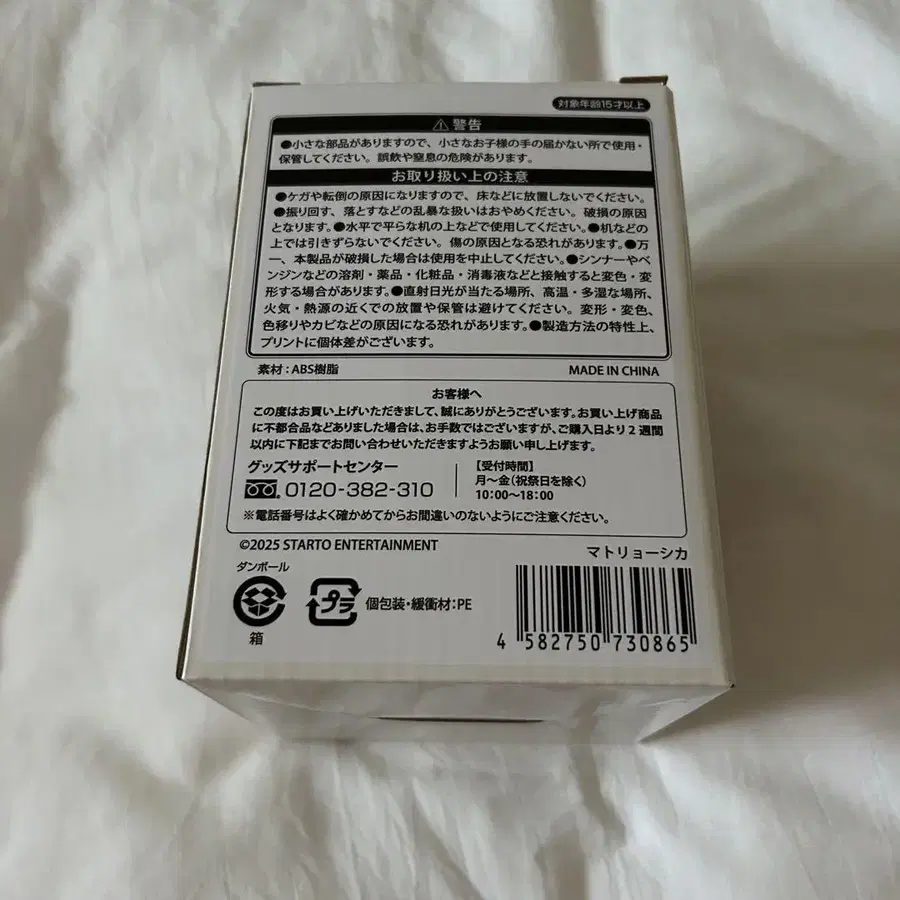 対象年齢15才以上
⚠警告
●小さな部品がありますので、小さなお子様の手の届かない所で使用・
保管してください。誤飲や窒息の危険があります。
お取り扱い上の注意
●ケガや転倒の原因になりますので、床などに放置しないでください。
●振り回す、落とすなどの乱暴な扱いはおやめください。破損の原因
となります。●水平で平らな机の上などで使用してください。●机などの
上では引きずらないでください。傷の原因となる恐れがあります。●万
一、本製品が破損した場合は使用を中止してください。●シンナーやベ
ンジンなどの溶剤・薬品・化粧品・消毒液などと接触すると変色・変
形する場合があります。●直射日光が当たる場所、高温・多湿な場所、
火気・熱源の近くでの放置や保管は避けてください。変形・変色、
色移りやカビなどの原因になる恐れがあります。●製造方法の特性上、
プリントに個体差がございます。
素材：ABS樹脂
MADE IN CHINA
お客様へ
この度はお買い上げいただきまして、誠にありがとうございます。お買い上げ商品
に不都合品などありました場合は、お手数ではございますが、ご購入日より2週間
以内に下記までお問い合わせいただきますようお願い申し上げます。
グッズサポートセンター
0120-382-310
【受付時間】
月〜金(祝祭日を除く)
10:00〜18:00
※電話番号はよく確かめてからお間違いのないようにご注意ください。
©2025 STARTO ENTERTAINMENT
マトリョーシカ
ダンボール
箱
プラ
個包装・緩衝材：PE
4 582750 730865